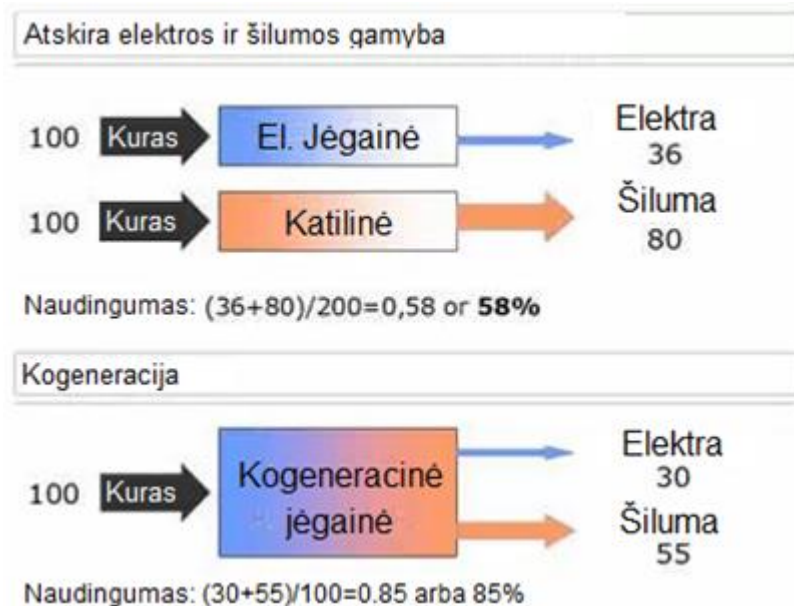 Atskira elektros ir šilumos gamyba
100 Kuras El. Jėgainė Elektra
36
100 Kuras Katilinė Šiluma
80
Naudingumas: (36+80)/200=0,58 or 58%
Kogeneracija
100 Kuras Kogeneracinė jėgainė
Elektra
30
Šiluma
55
Naudingumas: (30+55)/100=0.85 arba 85%